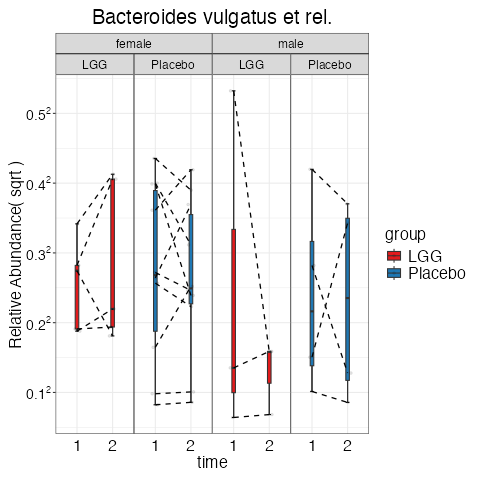 Bacteroides vulgatus et rel.
female male
LGG Placebo LGG Placebo
Relative Abundance( sqrt )
0.5²
0.4²
0.3²
0.2²
0.1²
1 2 1 2 1 2 1 2
time
group
LGG
Placebo